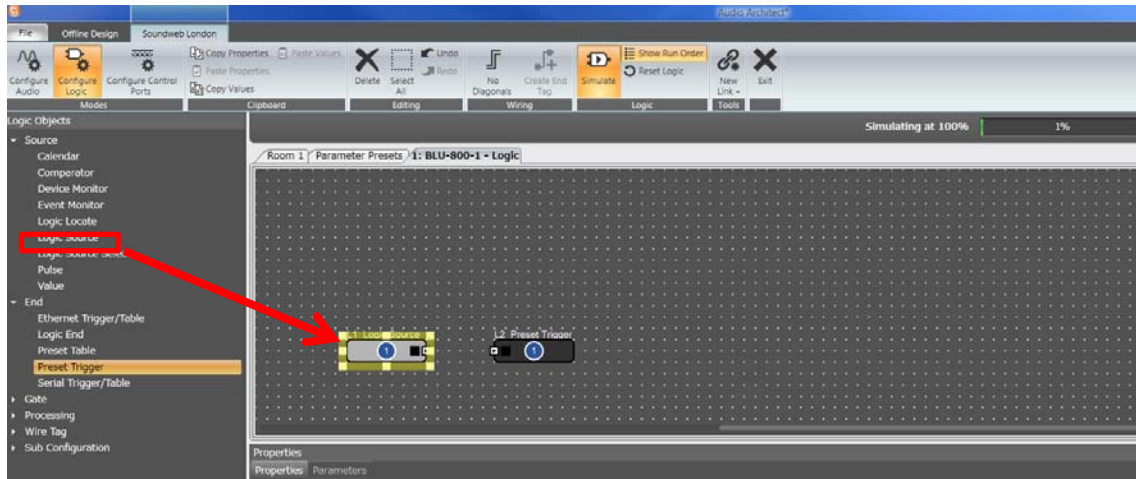 Audio Architect*
File Offline Design Soundweb London
Configure Audio
Configure Logic
Configure Control Ports
Modes
Copy Properties
Paste Values
Paste Properties
Copy Values
Clipboard
Delete
Select All
Undo
Redo
Editing
No Diagonals
Create End Tag
Wiring
Simulate
Show Run Order
Reset Logic
Logic
New Link
Exit
Tools
Logic Objects
Simulating at 100% 1%
Source
Calendar
Comparator
Device Monitor
Event Monitor
Logic Locate
Logic Source
Logic Source Selec
Pulse
Value
End
Ethernet Trigger/Table
Logic End
Preset Table
Preset Trigger
Serial Trigger/Table
Gate
Processing
Wire Tag
Sub Configuration
Room 1 Parameter Presets 1: BLU-800-1 - Logic
L1 Logic Source L2 Preset Trigger
1 1
Properties
Properties Parameters